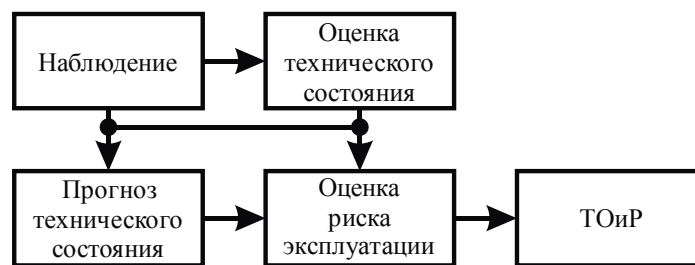 Наблюдение
Оценка
технического
состояния
Прогноз
технического
состояния
Оценка
риска
эксплуатации
ТОиР